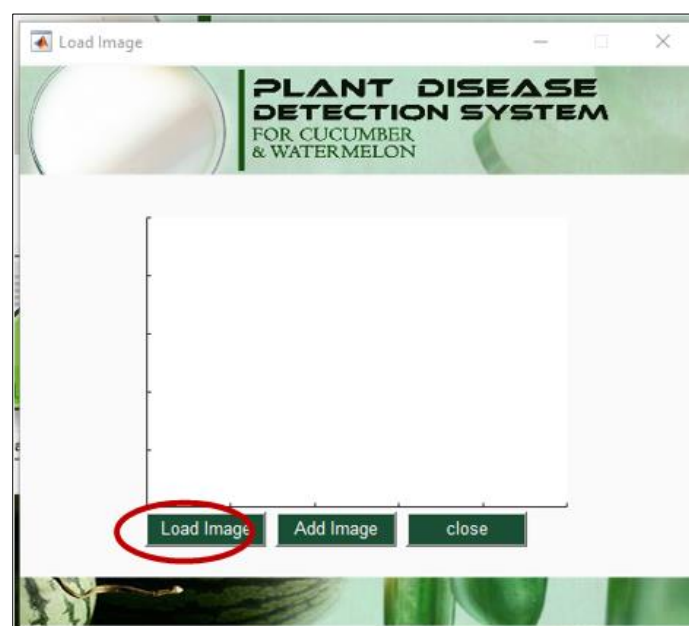 Load Image
PLANT DISEASE
DETECTION SYSTEM
FOR CUCUMBER
& WATERMELON
Load Image Add Image close